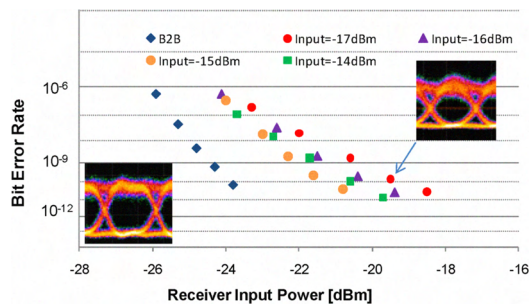 B2B
Input=-17dBm
Input=-16dBm
Input=-15dBm
Input=-14dBm
Bit Error Rate
10-6
10-9
10-12
-28
-26
-24
-22
-20
-18
-16
Receiver Input Power [dBm]